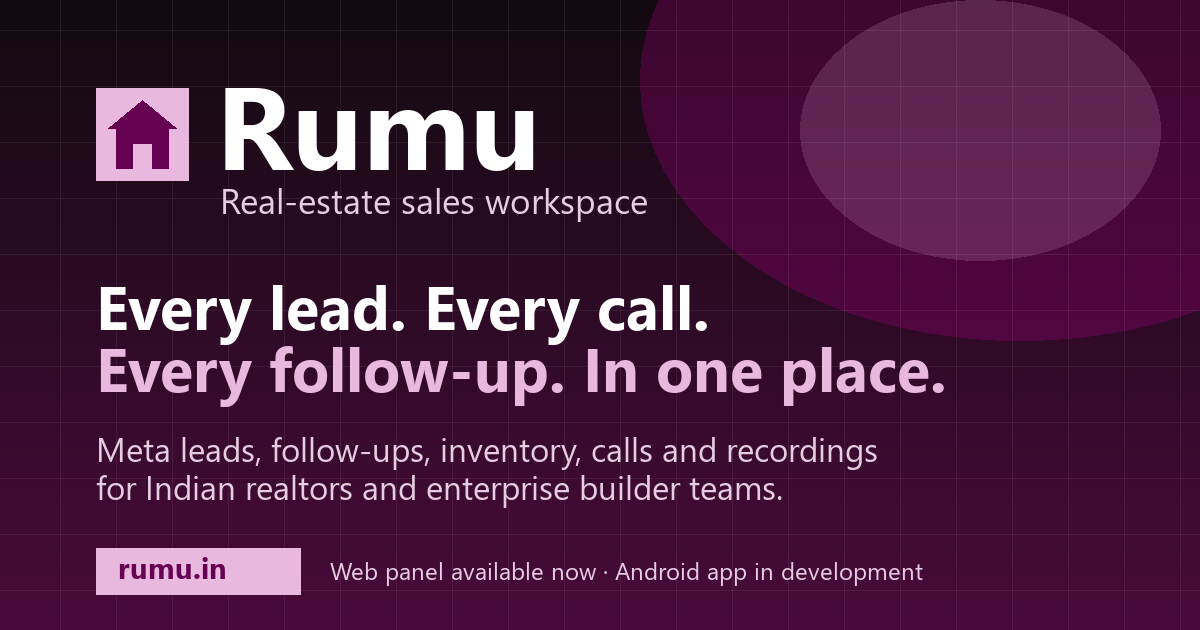 Rumu
Real-estate sales workspace
Every lead. Every call.
Every follow-up. In one place.
Meta leads, follow-ups, inventory, calls and recordings
for Indian realtors and enterprise builder teams.
rumu.in
Web panel available now · Android app in development